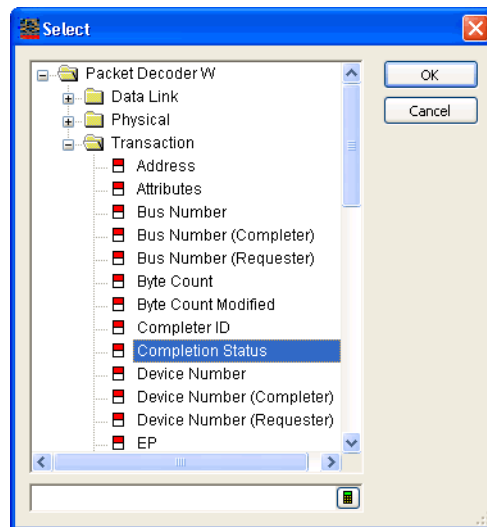 Select
Packet Decoder W
Data Link
Physical
Transaction
Address
Attributes
Bus Number
Bus Number (Completer)
Bus Number (Requester)
Byte Count
Byte Count Modified
Completer ID
Completion Status
Device Number
Device Number (Completer)
Device Number (Requester)
EP
OK
Cancel